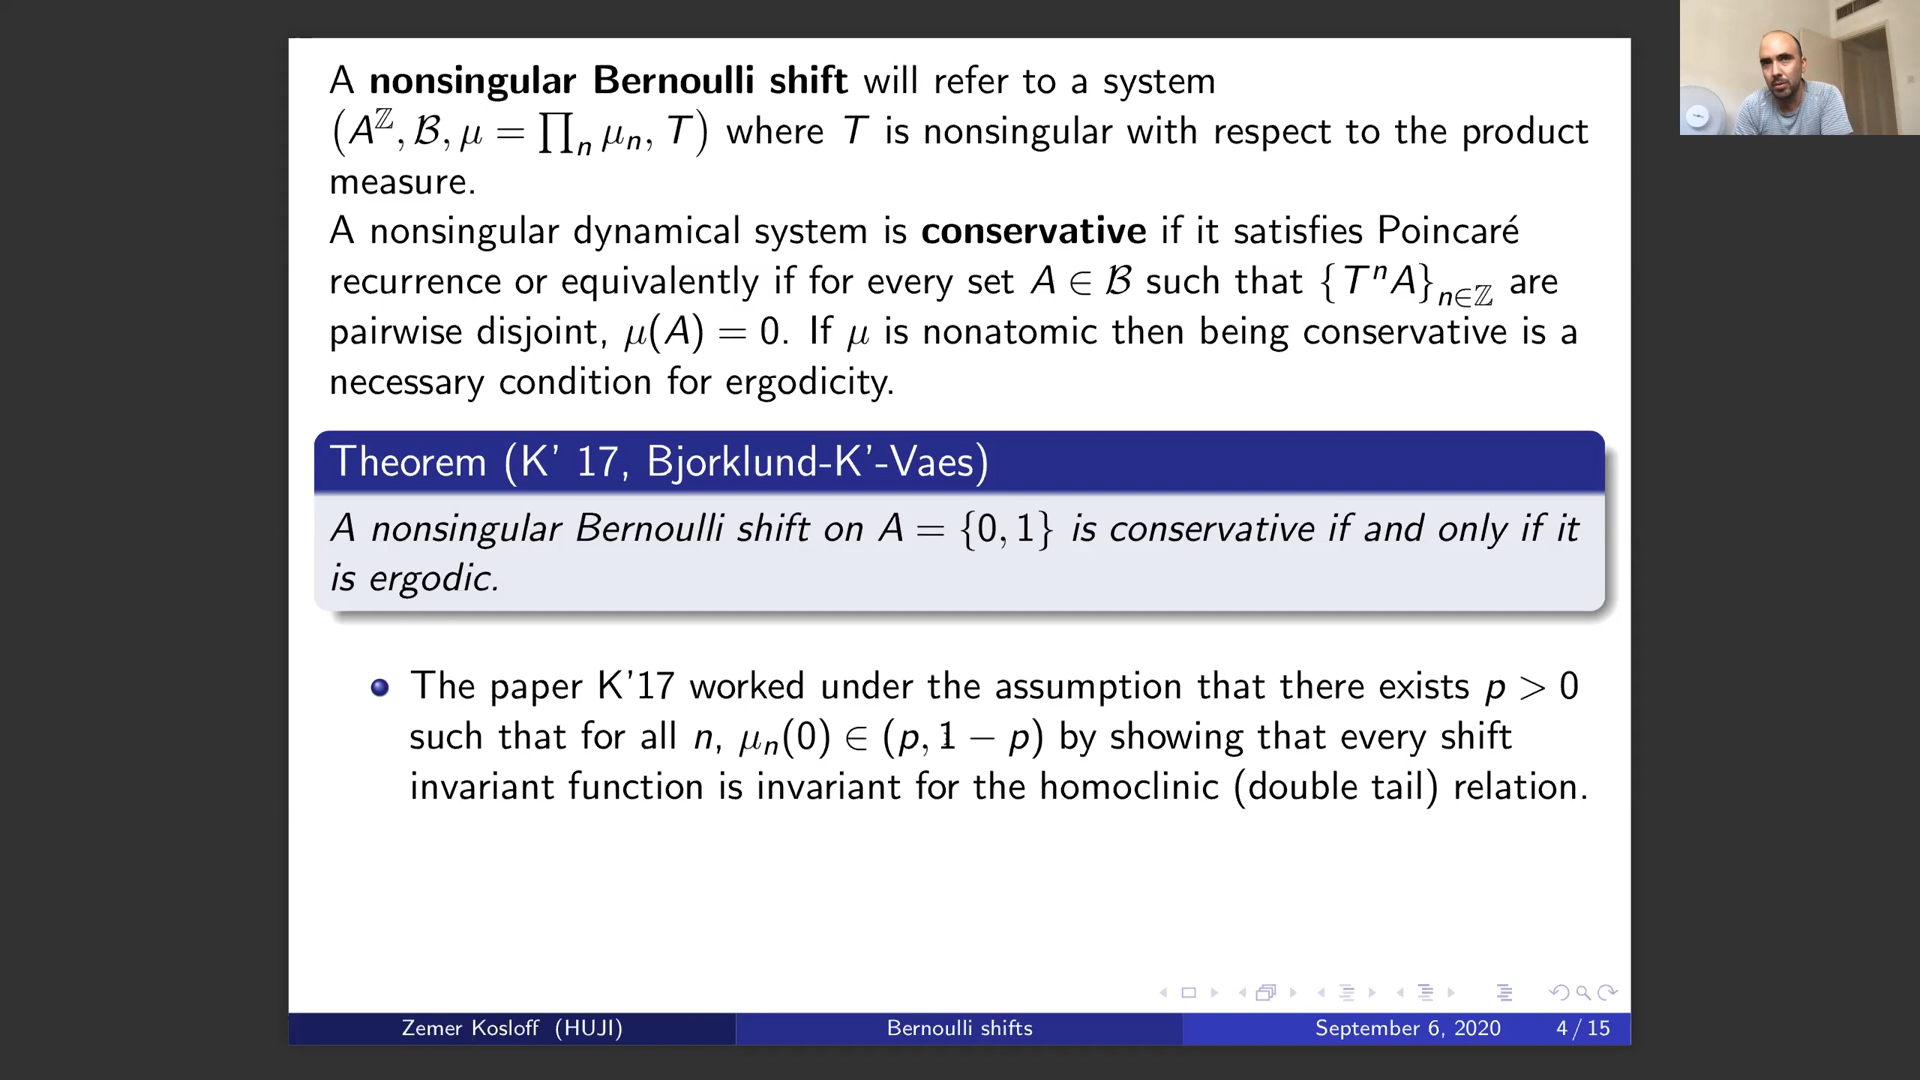 A nonsingular Bernoulli shift will refer to a system
(A^ℤ, ℬ, μ = ∏_n μ_n, T) where T is nonsingular with respect to the product
measure.
A nonsingular dynamical system is conservative if it satisfies Poincaré
recurrence or equivalently if for every set A ∈ ℬ such that {T^n A}_{n∈ℤ} are
pairwise disjoint, μ(A) = 0. If μ is nonatomic then being conservative is a
necessary condition for ergodicity.
Theorem (K' 17, Bjorklund-K'-Vaes)
A nonsingular Bernoulli shift on A = {0, 1} is conservative if and only if it
is ergodic.
The paper K'17 worked under the assumption that there exists p > 0
such that for all n, μ_n(0) ∈ (p, 1 − p) by showing that every shift
invariant function is invariant for the homoclinic (double tail) relation.
Zemer Kosloff (HUJI) Bernoulli shifts September 6, 2020 4 / 15